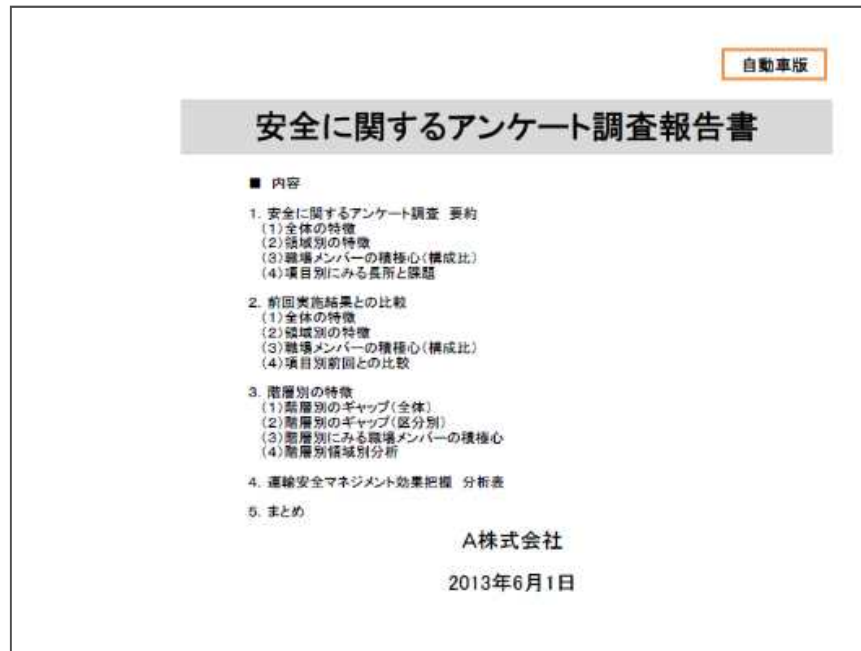 自動車版
安全に関するアンケート調査報告書
■ 内容
1. 安全に関するアンケート調査 要約
(1)全体の特徴
(2)領域別の特徴
(3)職場メンバーの積極心(構成比)
(4)項目別にみる長所と課題
2. 前回実施結果との比較
(1)全体の特徴
(2)領域別の特徴
(3)職場メンバーの積極心(構成比)
(4)項目別前回との比較
3. 階層別の特徴
(1)階層別のギャップ(全体)
(2)階層別のギャップ(区分別)
(3)階層別にみる職場メンバーの積極心
(4)階層別領域別分析
4. 運輸安全マネジメント効果把握 分析表
5. まとめ
A株式会社
2013年6月1日